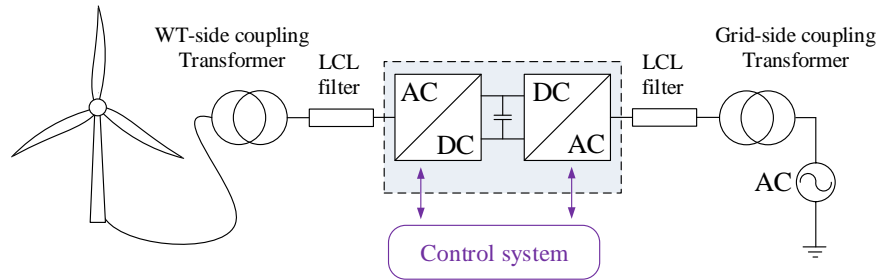 WT-side coupling
Transformer
LCL
filter
AC
DC
DC
AC
LCL
filter
Grid-side coupling
Transformer
AC
Control system